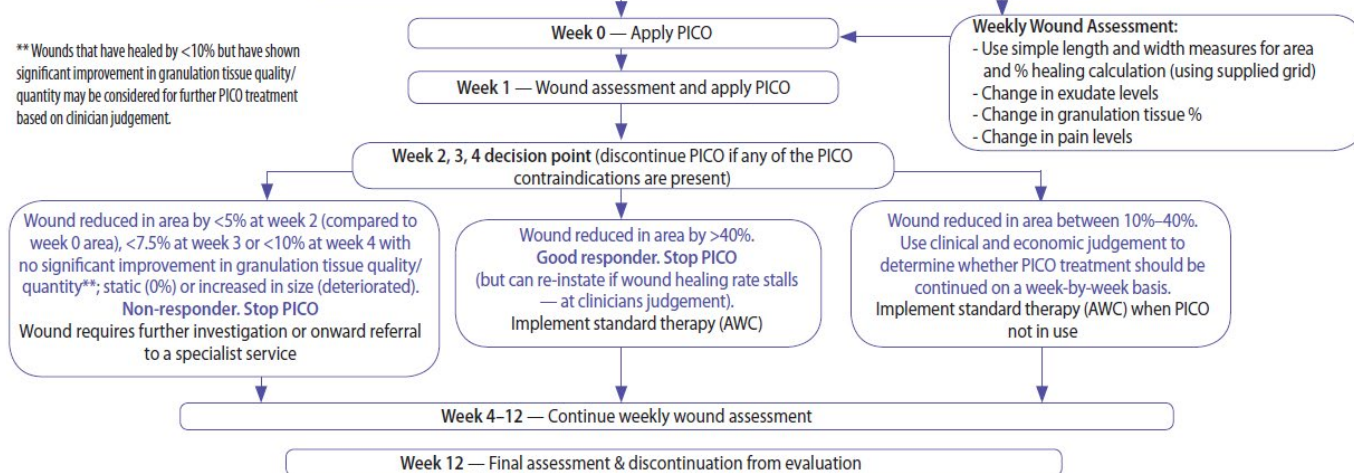 ** Wounds that have healed by <10% but have shown
significant improvement in granulation tissue quality/
quantity may be considered for further PICO treatment
based on clinician judgement.
Week 0 — Apply PICO
Weekly Wound Assessment:
- Use simple length and width measures for area
and % healing calculation (using supplied grid)
- Change in exudate levels
- Change in granulation tissue %
- Change in pain levels
Week 1 — Wound assessment and apply PICO
Week 2, 3, 4 decision point (discontinue PICO if any of the PICO
contraindications are present)
Wound reduced in area by <5% at week 2 (compared to
week 0 area), <7.5% at week 3 or <10% at week 4 with
no significant improvement in granulation tissue quality/
quantity**; static (0%) or increased in size (deteriorated).
Non-responder. Stop PICO
Wound requires further investigation or onward referral
to a specialist service
Wound reduced in area by >40%.
Good responder. Stop PICO
(but can re-instate if wound healing rate stalls
— at clinicians judgement).
Implement standard therapy (AWC)
Wound reduced in area between 10%–40%.
Use clinical and economic judgement to
determine whether PICO treatment should be
continued on a week-by-week basis.
Implement standard therapy (AWC) when PICO
not in use
Week 4–12 — Continue weekly wound assessment
Week 12 — Final assessment & discontinuation from evaluation